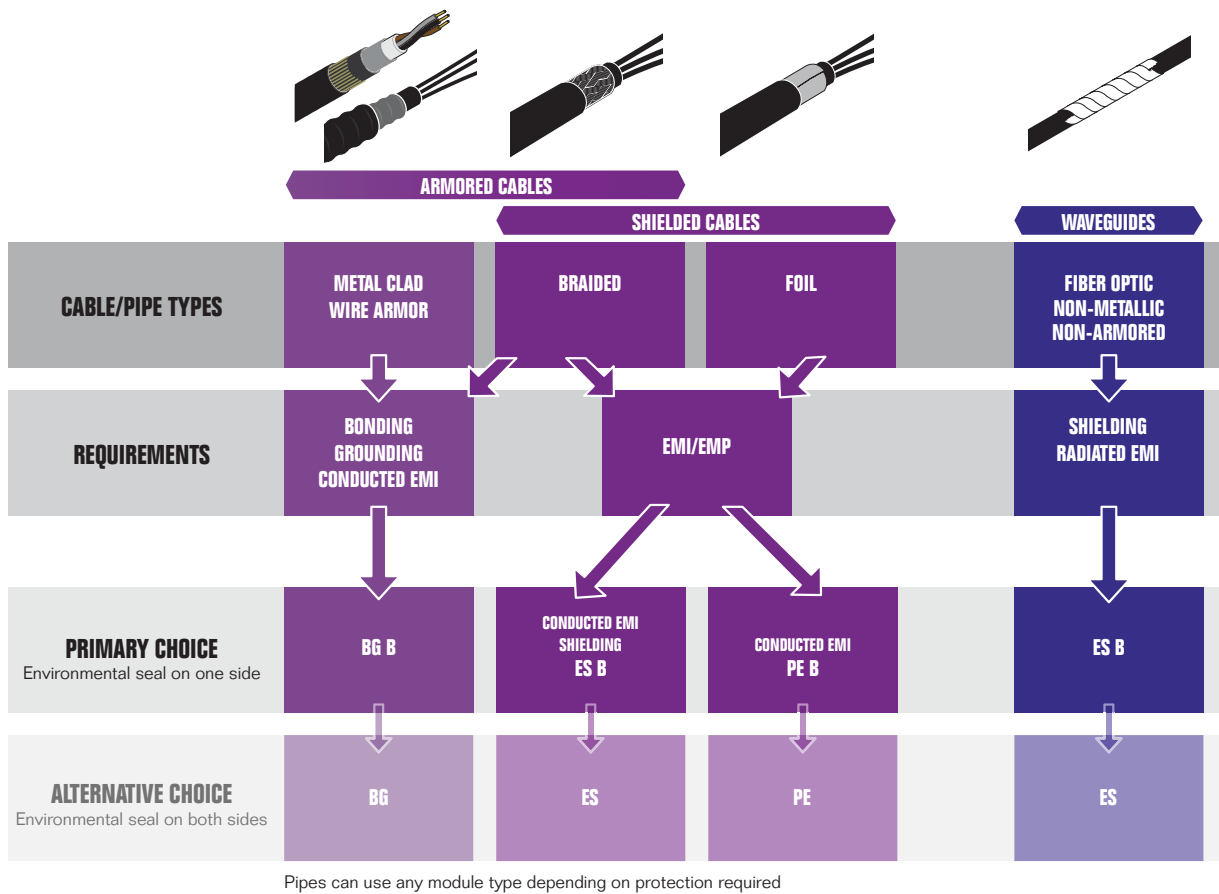 ARMORED CABLES
SHIELDED CABLES
WAVEGUIDES
CABLE/PIPE TYPES
METAL CLAD
WIRE ARMOR
BRAIDED
FOIL
FIBER OPTIC
NON-METALLIC
NON-ARMORED
REQUIREMENTS
BONDING
GROUNDING
CONDUCTED EMI
EMI/EMP
SHIELDING
RADIATED EMI
PRIMARY CHOICE
Environmental seal on one side
BG B
CONDUCTED EMI
SHIELDING
ES B
CONDUCTED EMI
PE B
ES B
ALTERNATIVE CHOICE
Environmental seal on both sides
BG
ES
PE
ES
Pipes can use any module type depending on protection required